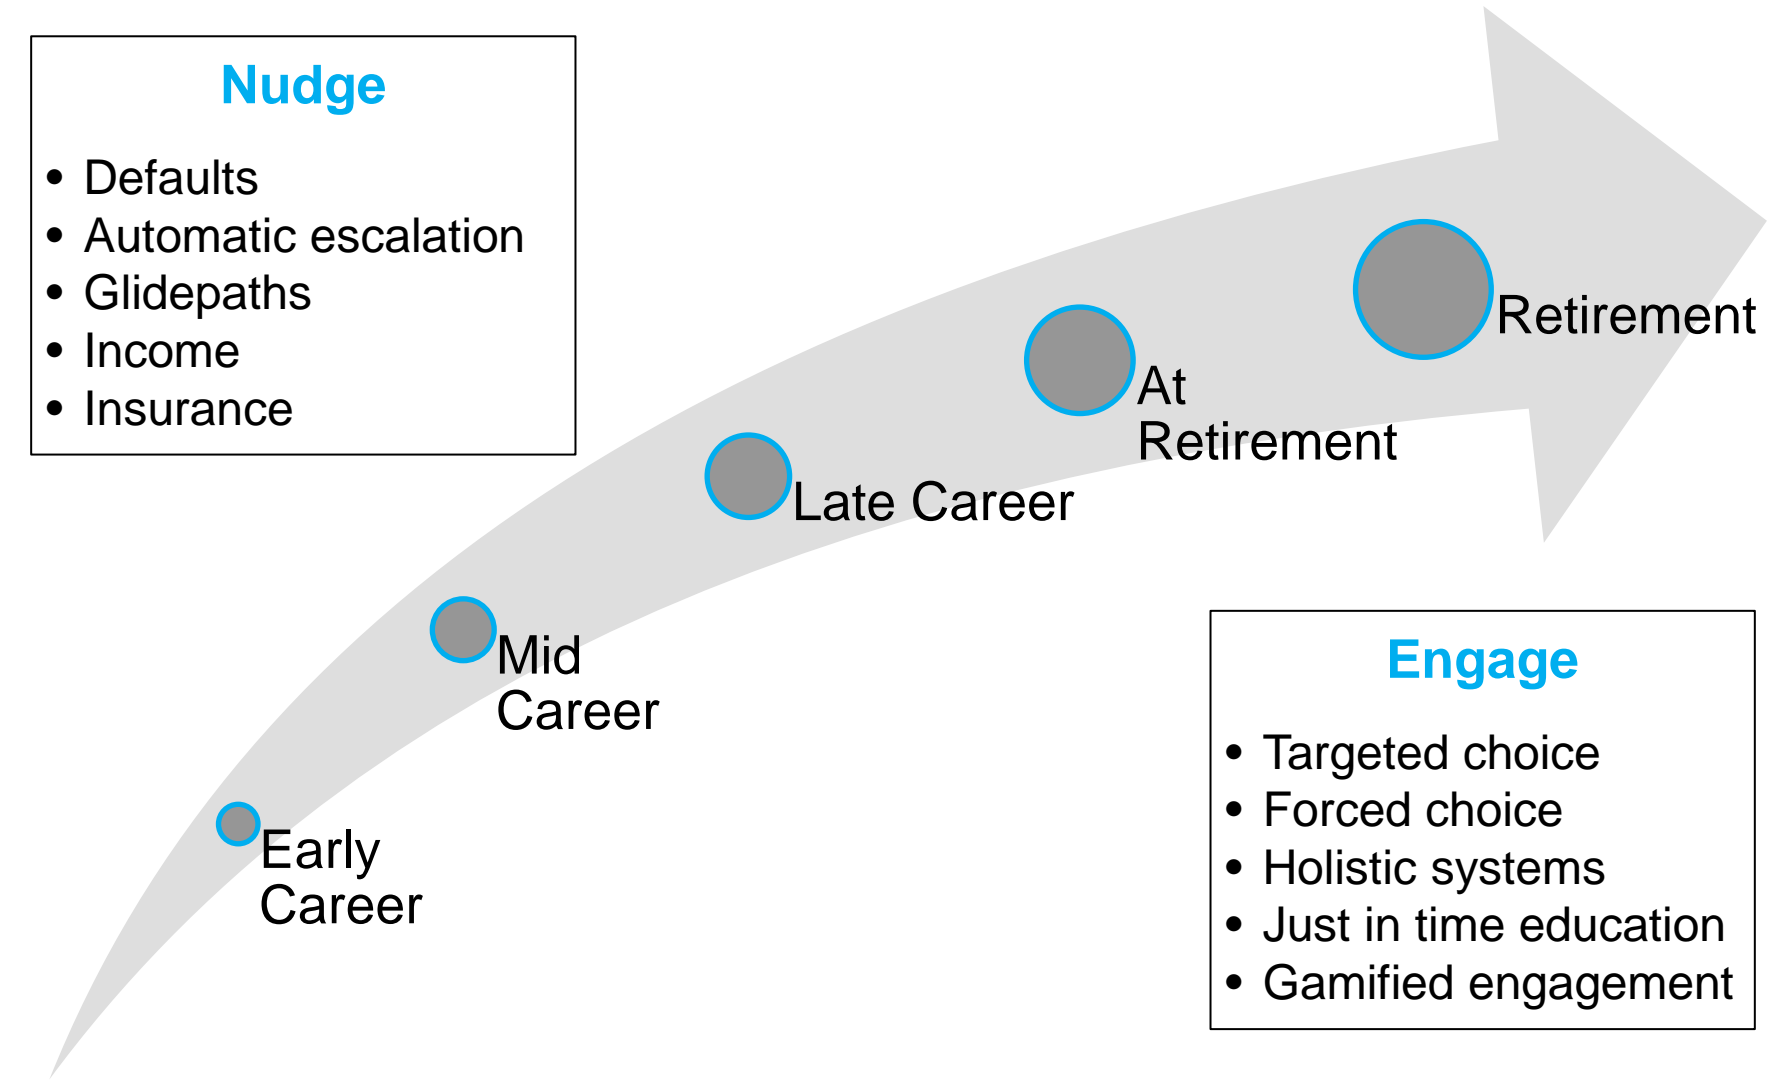 Nudge
• Defaults
• Automatic escalation
• Glidepaths
• Income
• Insurance
Retirement
At
Retirement
Late Career
Mid
Career
Early
Career
Engage
• Targeted choice
• Forced choice
• Holistic systems
• Just in time education
• Gamified engagement